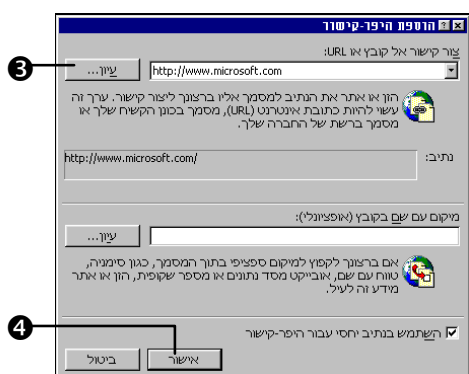 הוספת היפר-קישור
צור קישור אל קובץ או URL:
http://www.microsoft.com
עיון...
❸
הזן או אתר את הנתיב למסמך אליו ברצונך ליצור קישור. ערך זה
עשוי להיות כתובת אינטרנט (URL), מסמך בכונן הקשיח שלך או
מסמך ברשת של החברה שלך.
נתיב:
http://www.microsoft.com/
מיקום עם שם בקובץ (אופציונלי):
עיון...
אם ברצונך לקפוץ למיקום ספציפי בתוך המסמך, כגון סימניה,
טווח עם שם, אובייקט מסד נתונים או מספר שקופית, הזן או אתר
מידע זה לעיל.
❹
השתמש בנתיב יחסי עבור היפר-קישור
אישור
ביטול